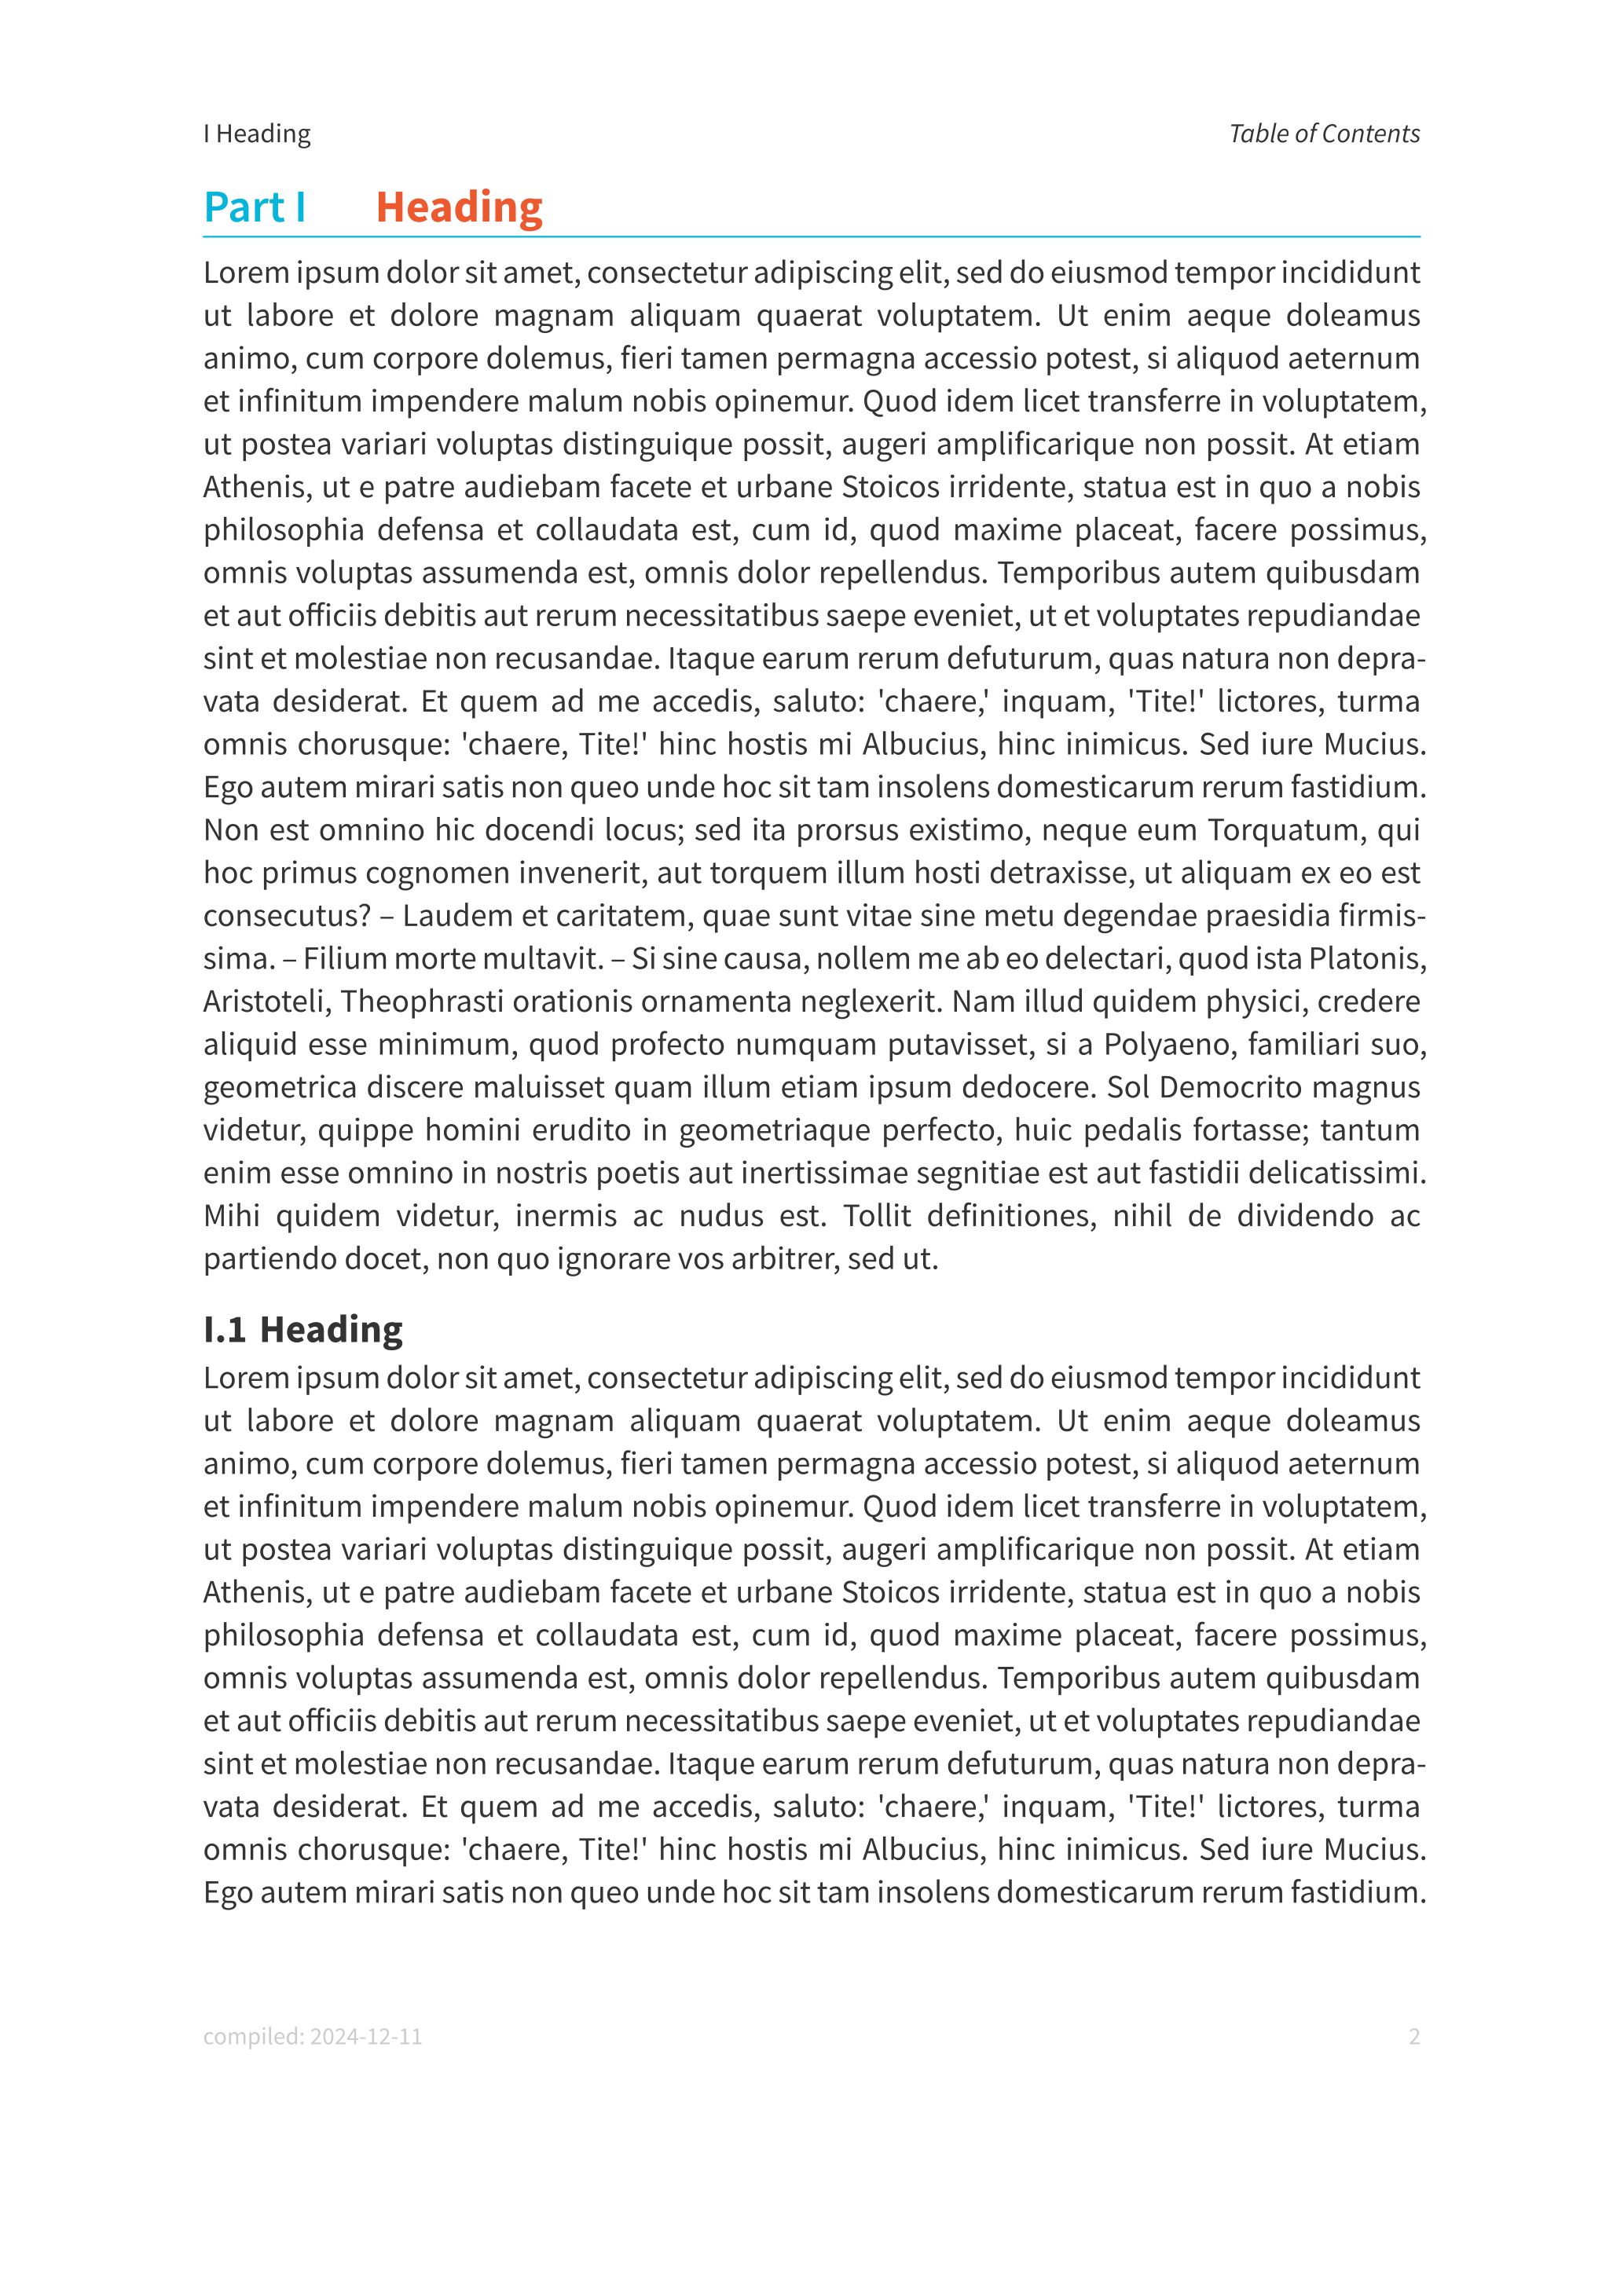 I Heading Table of Contents
Part I Heading
Lorem ipsum dolor sit amet, consectetur adipiscing elit, sed do eiusmod tempor incididunt
ut labore et dolore magnam aliquam quaerat voluptatem. Ut enim aeque doleamus
animo, cum corpore dolemus, fieri tamen permagna accessio potest, si aliquod aeternum
et infinitum impendere malum nobis opinemur. Quod idem licet transferre in voluptatem,
ut postea variari voluptas distinguique possit, augeri amplificarique non possit. At etiam
Athenis, ut e patre audiebam facete et urbane Stoicos irridente, statua est in quo a nobis
philosophia defensa et collaudata est, cum id, quod maxime placeat, facere possimus,
omnis voluptas assumenda est, omnis dolor repellendus. Temporibus autem quibusdam
et aut officiis debitis aut rerum necessitatibus saepe eveniet, ut et voluptates repudiandae
sint et molestiae non recusandae. Itaque earum rerum defuturum, quas natura non depra-
vata desiderat. Et quem ad me accedis, saluto: 'chaere,' inquam, 'Tite!' lictores, turma
omnis chorusque: 'chaere, Tite!' hinc hostis mi Albucius, hinc inimicus. Sed iure Mucius.
Ego autem mirari satis non queo unde hoc sit tam insolens domesticarum rerum fastidium.
Non est omnino hic docendi locus; sed ita prorsus existimo, neque eum Torquatum, qui
hoc primus cognomen invenerit, aut torquem illum hosti detraxisse, ut aliquam ex eo est
consecutus? – Laudem et caritatem, quae sunt vitae sine metu degendae praesidia firmis-
sima. – Filium morte multavit. – Si sine causa, nollem me ab eo delectari, quod ista Platonis,
Aristoteli, Theophrasti orationis ornamenta neglexerit. Nam illud quidem physici, credere
aliquid esse minimum, quod profecto numquam putavisset, si a Polyaeno, familiari suo,
geometrica discere maluisset quam illum etiam ipsum dedocere. Sol Democrito magnus
videtur, quippe homini erudito in geometriaque perfecto, huic pedalis fortasse; tantum
enim esse omnino in nostris poetis aut inertissimae segnitiae est aut fastidii delicatissimi.
Mihi quidem videtur, inermis ac nudus est. Tollit definitiones, nihil de dividendo ac
partiendo docet, non quo ignorare vos arbitrer, sed ut.
I.1 Heading
Lorem ipsum dolor sit amet, consectetur adipiscing elit, sed do eiusmod tempor incididunt
ut labore et dolore magnam aliquam quaerat voluptatem. Ut enim aeque doleamus
animo, cum corpore dolemus, fieri tamen permagna accessio potest, si aliquod aeternum
et infinitum impendere malum nobis opinemur. Quod idem licet transferre in voluptatem,
ut postea variari voluptas distinguique possit, augeri amplificarique non possit. At etiam
Athenis, ut e patre audiebam facete et urbane Stoicos irridente, statua est in quo a nobis
philosophia defensa et collaudata est, cum id, quod maxime placeat, facere possimus,
omnis voluptas assumenda est, omnis dolor repellendus. Temporibus autem quibusdam
et aut officiis debitis aut rerum necessitatibus saepe eveniet, ut et voluptates repudiandae
sint et molestiae non recusandae. Itaque earum rerum defuturum, quas natura non depra-
vata desiderat. Et quem ad me accedis, saluto: 'chaere,' inquam, 'Tite!' lictores, turma
omnis chorusque: 'chaere, Tite!' hinc hostis mi Albucius, hinc inimicus. Sed iure Mucius.
Ego autem mirari satis non queo unde hoc sit tam insolens domesticarum rerum fastidium.
compiled: 2024-12-11 2